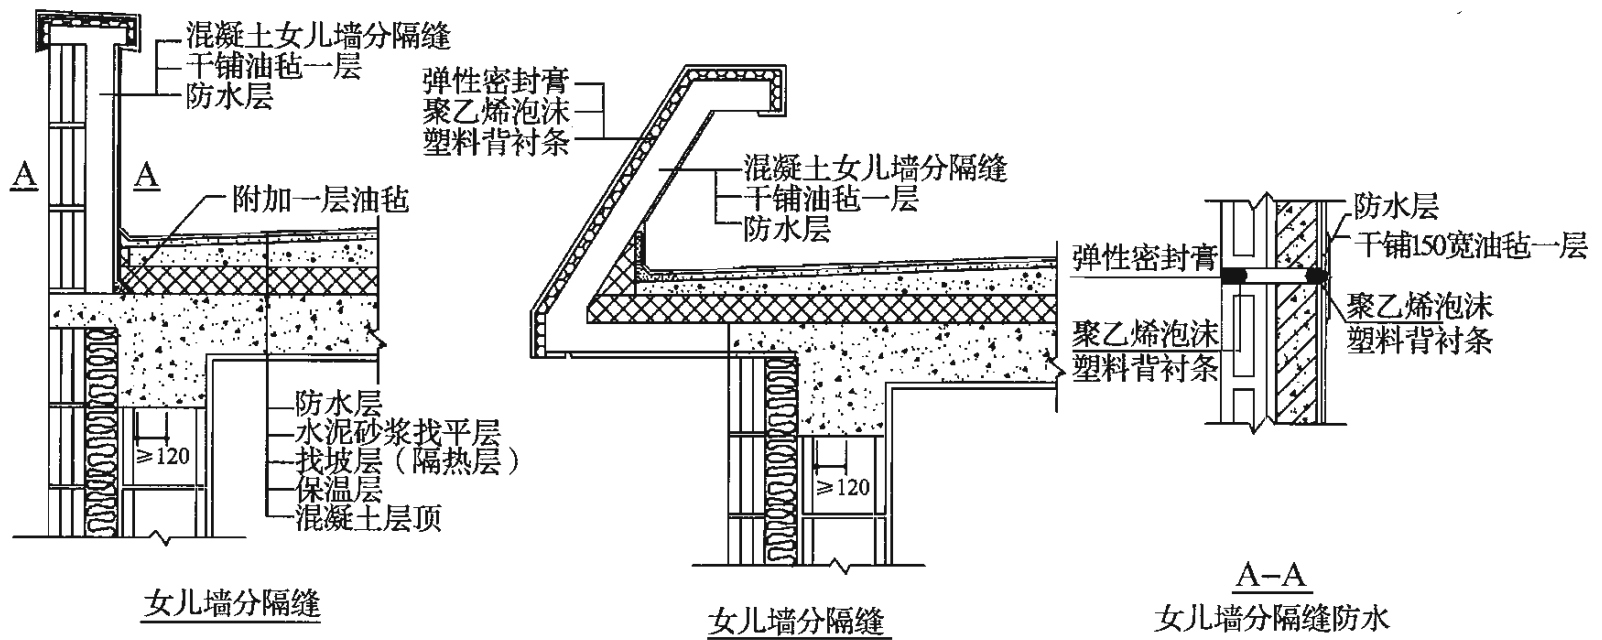 混凝土女儿墙分隔缝
干铺油毡一层
防水层
A
A
附加一层油毡
防水层
水泥砂浆找平层
找坡层(隔热层)
保温层
混凝土层顶
≥120
女儿墙分隔缝
弹性密封膏
聚乙烯泡沫
塑料背衬条
混凝土女儿墙分隔缝
干铺油毡一层
防水层
≥120
女儿墙分隔缝
防水层
干铺150宽油毡一层
弹性密封膏
聚乙烯泡沫
塑料背衬条
聚乙烯泡沫
塑料背衬条
A-A
女儿墙分隔缝防水